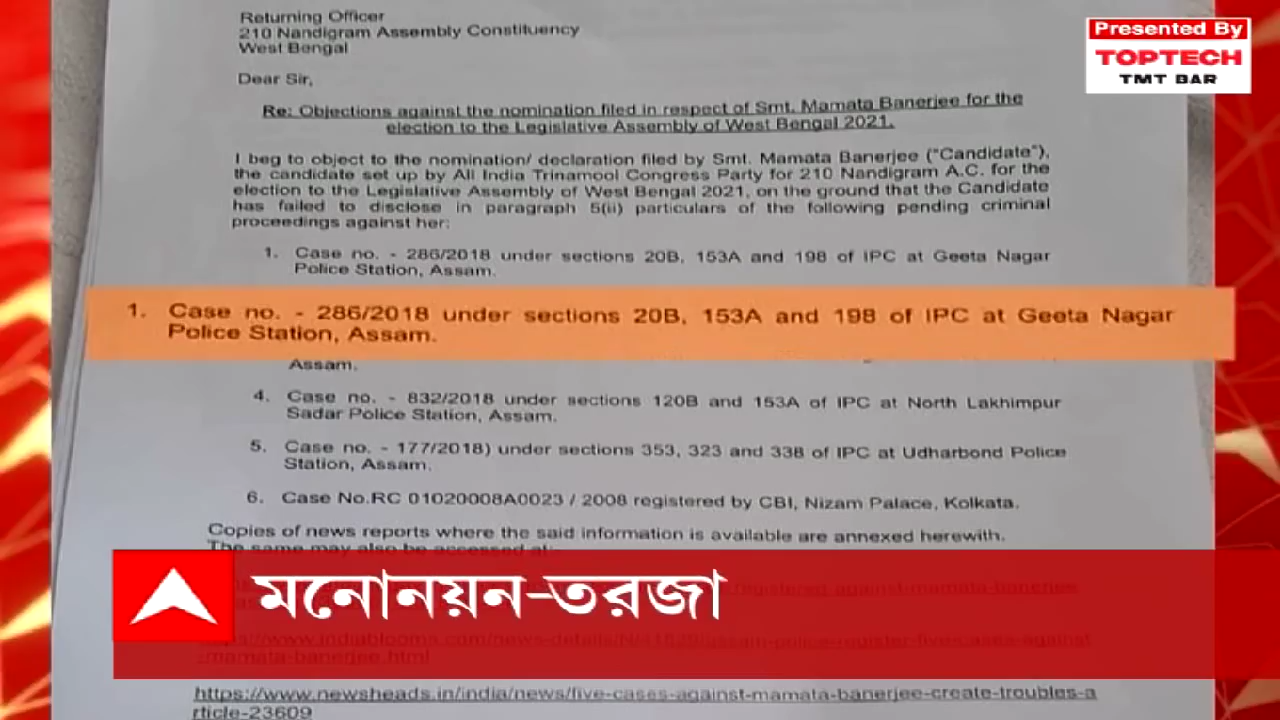 Returning Officer
210 Nandigram Assembly Constituency
West Bengal
Presented By
TOPTECH
TMT BAR
Dear Sir,
Re: Objections against the nomination filed in respect of Smt. Mamata Banerjee for the
election to the Legislative Assembly of West Bengal 2021.
I beg to object to the nomination/ declaration filed by Smt. Mamata Banerjee ("Candidate"),
the candidate set up by All India Trinamool Congress Party for 210 Nandigram A.C. for the
election to the Legislative Assembly of West Bengal 2021, on the ground that the Candidate
has failed to disclose in paragraph 5(ii) particulars of the following pending criminal
proceedings against her:
1. Case no. - 286/2018 under sections 20B, 153A and 198 of IPC at Geeta Nagar
Police Station, Assam.
1. Case no. - 286/2018 under sections 20B, 153A and 198 of IPC at Geeta Nagar
Police Station, Assam.
Assam.
4. Case no. - 832/2018 under sections 120B and 153A of IPC at North Lakhimpur
Sadar Police Station, Assam.
5. Case no. - 177/2018) under sections 353, 323 and 338 of IPC at Udharbond Police
Station, Assam.
6. Case No.RC 01020008A0023 / 2008 registered by CBI, Nizam Palace, Kolkata.
Copies of news reports where the said information is available are annexed herewith.
The same may also be accessed at:
মনোনয়ন-তরজা
mamata-banerjee.html
https://www.newsheads.in/india/news/five-cases-against-mamata-banerjee-create-troubles-a
rticle-23609